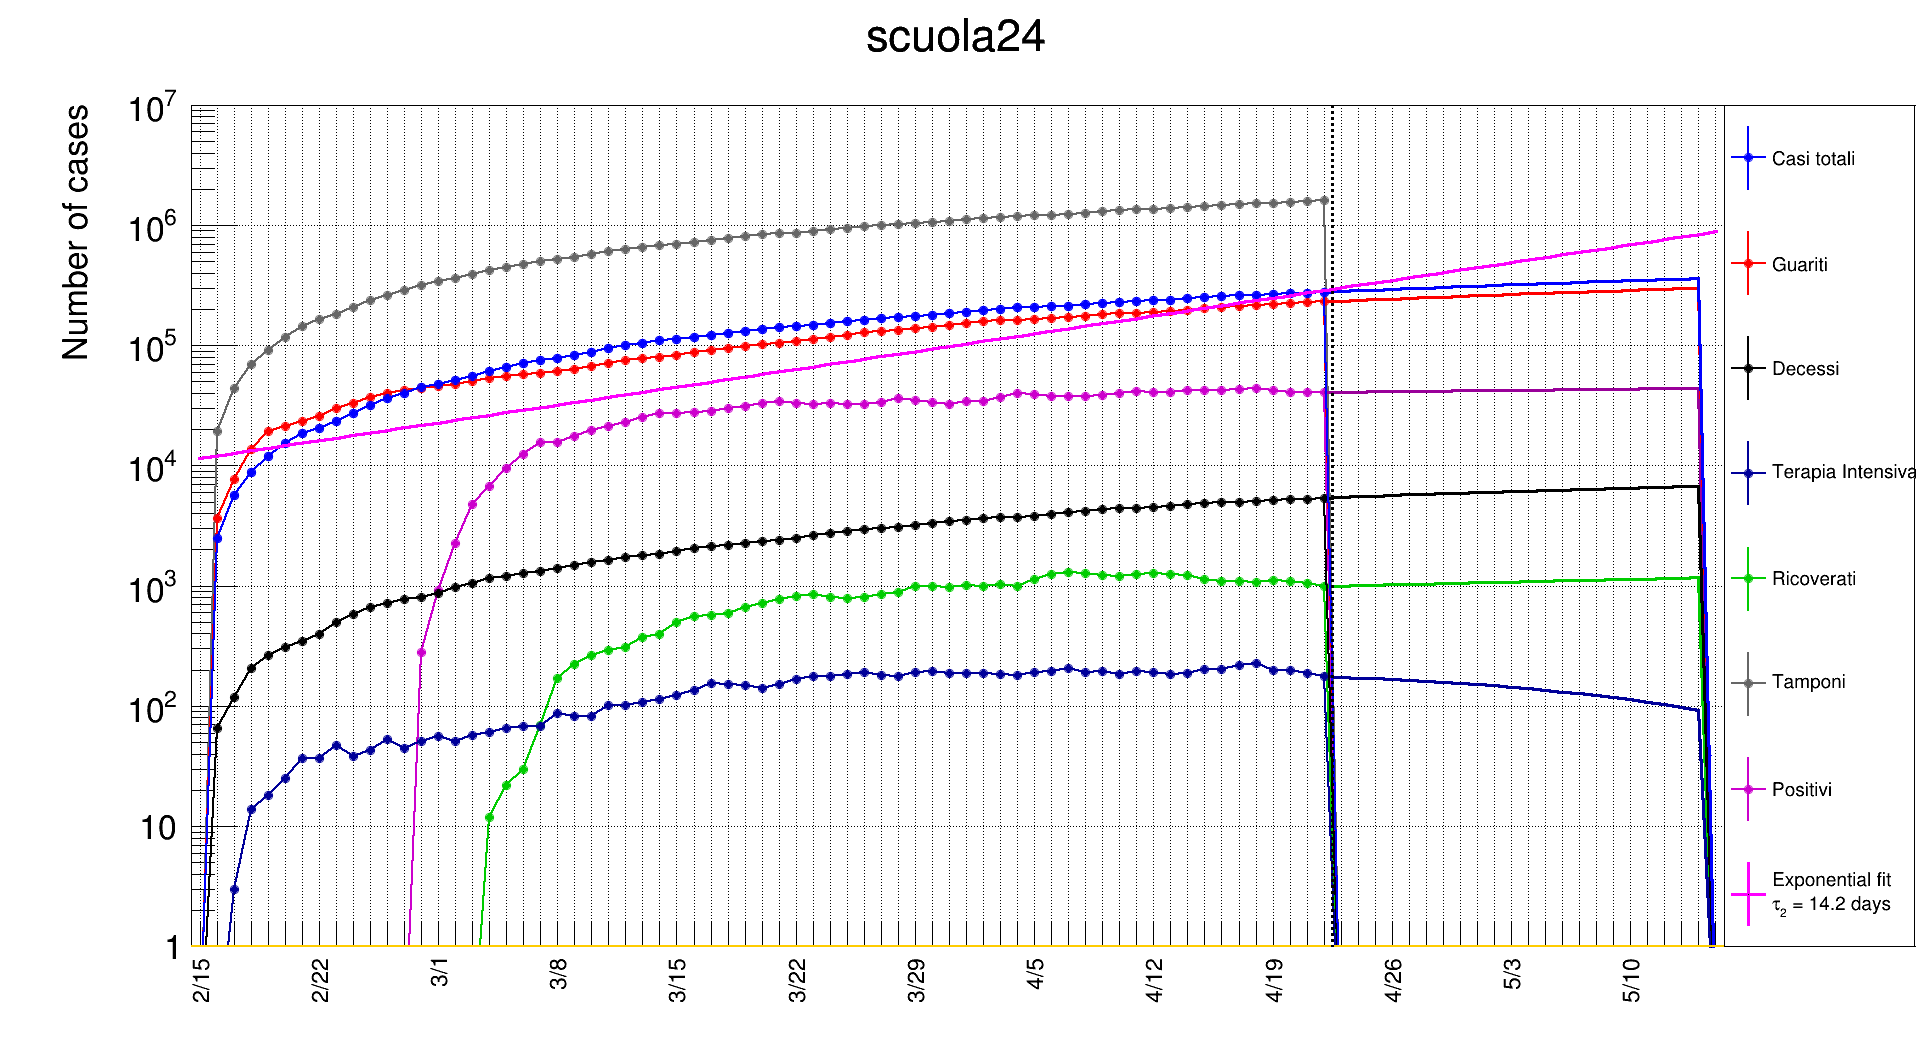 scuola24
Number of cases
10^7
10^6
10^5
10^4
10^3
10^2
10
1
2/15
2/22
3/1
3/8
3/15
3/22
3/29
4/5
4/12
4/19
4/26
5/3
5/10
Casi totali
Guariti
Decessi
Terapia Intensiva
Ricoverati
Tamponi
Positivi
Exponential fit
τ₂ = 14.2 days